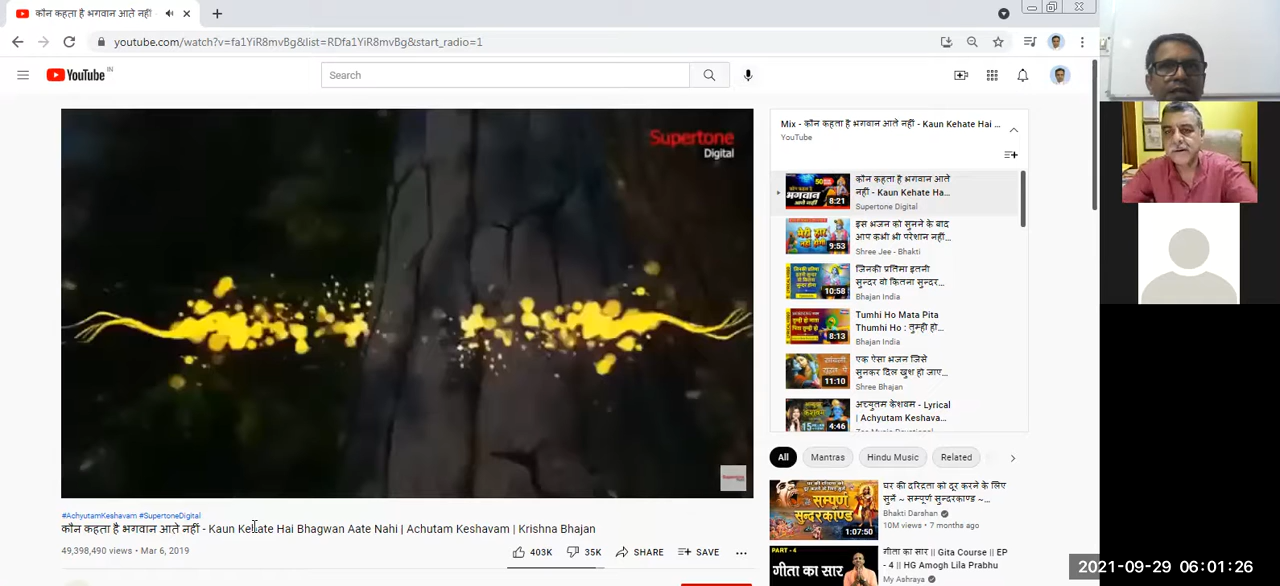 कौन कहता है भगवान आते नहीं
youtube.com/watch?v=fa1YiR8mvBg&list=RDfa1YiR8mvBg&start_radio=1
YouTube IN
Search
Supertone
Digital
#AchyutamKeshavam #SupertoneDigital
कौन कहता है भगवान आते नहीं - Kaun Kehate Hai Bhagwan Aate Nahi | Achutam Keshavam | Krishna Bhajan
49,398,490 views • Mar 6, 2019
403K
35K
SHARE
SAVE
Mix - कौन कहता है भगवान आते नहीं - Kaun Kehate Hai ...
YouTube
भगवान
8:21
कौन कहता है भगवान आते
नहीं - Kaun Kehate Ha...
Supertone Digital
9:53
इस भजन को सुनने के बाद
आप कभी भी परेशान नहीं...
Shree Jee - Bhakti
10:58
जिनकी प्रतिमा इतनी
सुन्दर वो कितना सुन्दर...
Bhajan India
8:13
Tumhi Ho Mata Pita
Thumhi Ho : तुम्ही हो...
Bhajan India
11:10
एक ऐसा भजन जिसे
सुनकर दिल खुश हो जाए...
Shree Bhajan
4:46
अच्युतम केशवम - Lyrical
| Achyutam Keshava...
All
Mantras
Hindu Music
Related
सम्पूर्ण
सुन्दरकाण्ड
1:07:50
घर की दरिद्रता को दूर करने के लिए
सुनें ~ सम्पूर्ण सुन्दरकाण्ड ~...
Bhakti Darshan
10M views • 7 months ago
PART - 4
गीता का सार
गीता का सार || Gita Course || EP
- 4 || HG Amogh Lila Prabhu
My Ashraya
2021-09-29 06:01:26